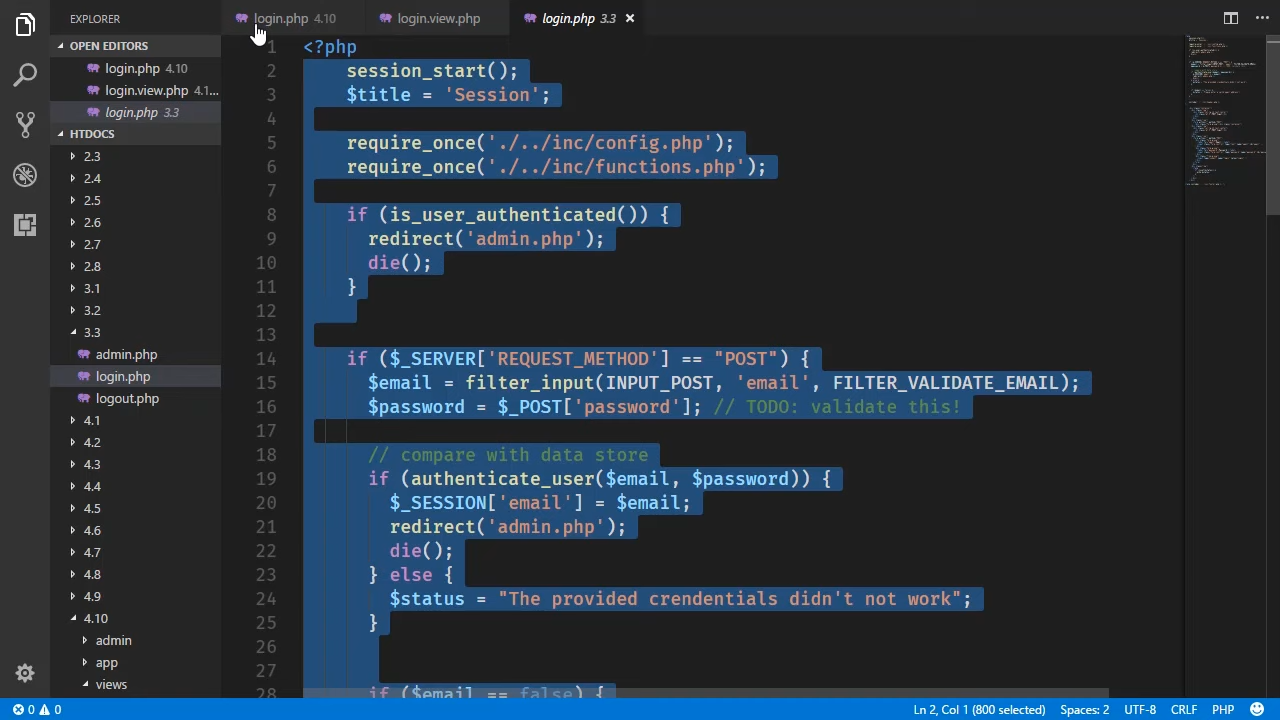 EXPLORER
login.php 4.10
login.view.php
login.php 3.3
OPEN EDITORS
login.php 4.10
login.view.php 4.1...
login.php 3.3
HTDOCS
2.3
2.4
2.5
2.6
2.7
2.8
3.1
3.2
3.3
admin.php
login.php
logout.php
4.1
4.2
4.3
4.4
4.5
4.6
4.7
4.8
4.9
4.10
admin
app
views
1 <?php
2 session_start();
3 $title = 'Session';
4
5 require_once('./../inc/config.php');
6 require_once('./../inc/functions.php');
7
8 if (is_user_authenticated()) {
9 redirect('admin.php');
10 die();
11 }
12
13
14 if ($_SERVER['REQUEST_METHOD'] == "POST") {
15 $email = filter_input(INPUT_POST, 'email', FILTER_VALIDATE_EMAIL);
16 $password = $_POST['password']; // TODO: validate this!
17
18 // compare with data store
19 if (authenticate_user($email, $password)) {
20 $_SESSION['email'] = $email;
21 redirect('admin.php');
22 die();
23 } else {
24 $status = "The provided crendentials didn't not work";
25 }
26
27
28 if ($email == false) {
0 0
Ln 2, Col 1 (800 selected)
Spaces: 2
UTF-8
CRLF
PHP